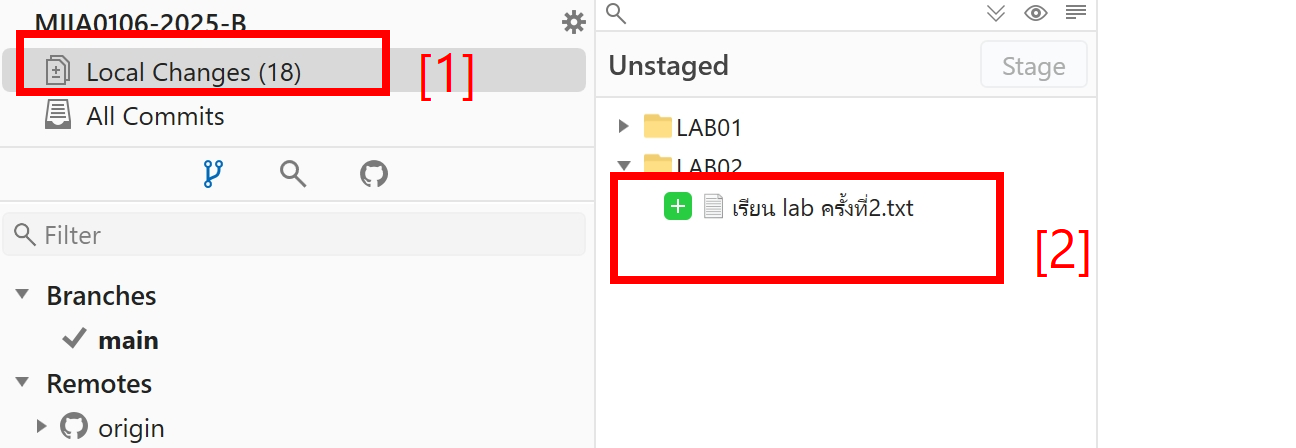 MIIA0106-2025-B
Local Changes (18)
[1]
All Commits
Filter
Branches
main
Remotes
origin
Unstaged
Stage
LAB01
LAB02
เรียน lab ครั้งที่2.txt
[2]